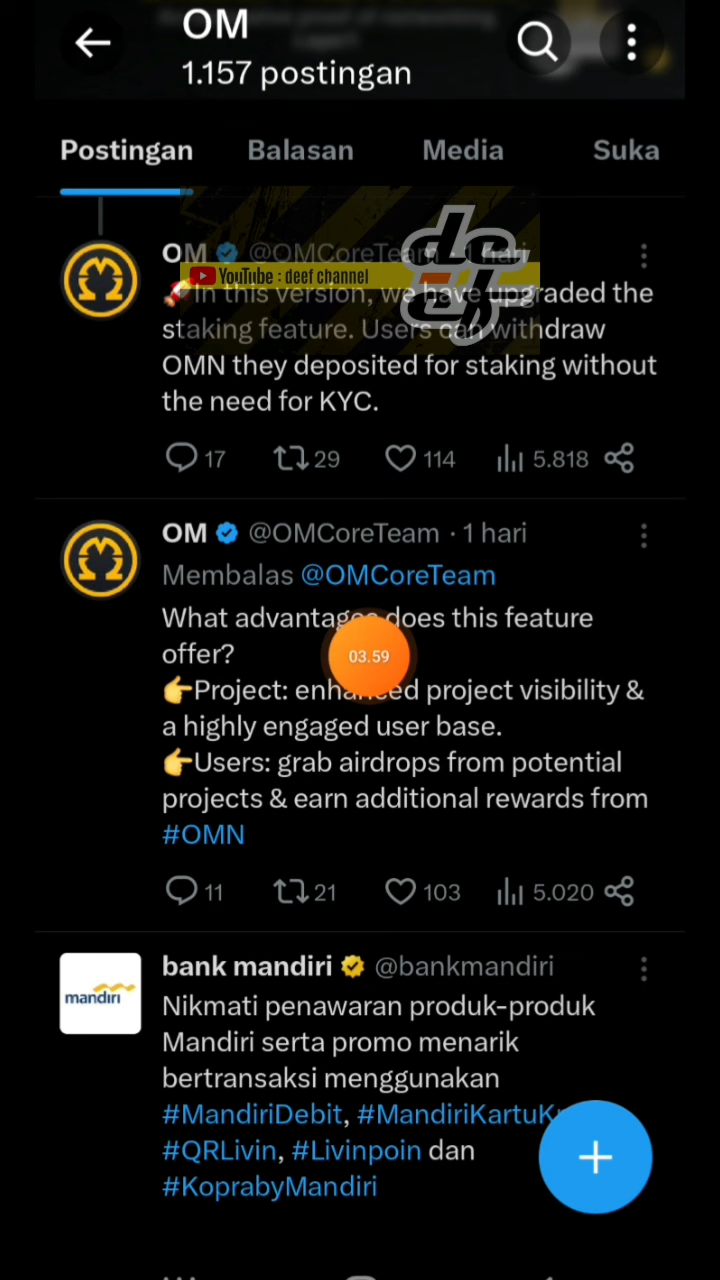 OM
1.157 postingan
Postingan Balasan Media Suka
OM @OMCoreTeam · 1 hari
YouTube : deef channel
🚀In this version, we have upgraded the
staking feature. Users can withdraw
OMN they deposited for staking without
the need for KYC.
17 29 114 5.818
OM @OMCoreTeam · 1 hari
Membalas @OMCoreTeam
What advantages does this feature
offer?
03.59
👉Project: enhanced project visibility &
a highly engaged user base.
👉Users: grab airdrops from potential
projects & earn additional rewards from
#OMN
11 21 103 5.020
mandiri
bank mandiri @bankmandiri
Nikmati penawaran produk-produk
Mandiri serta promo menarik
bertransaksi menggunakan
#MandiriDebit,
#QRLivin, #Livinpoin dan
#KoprabyMandiri